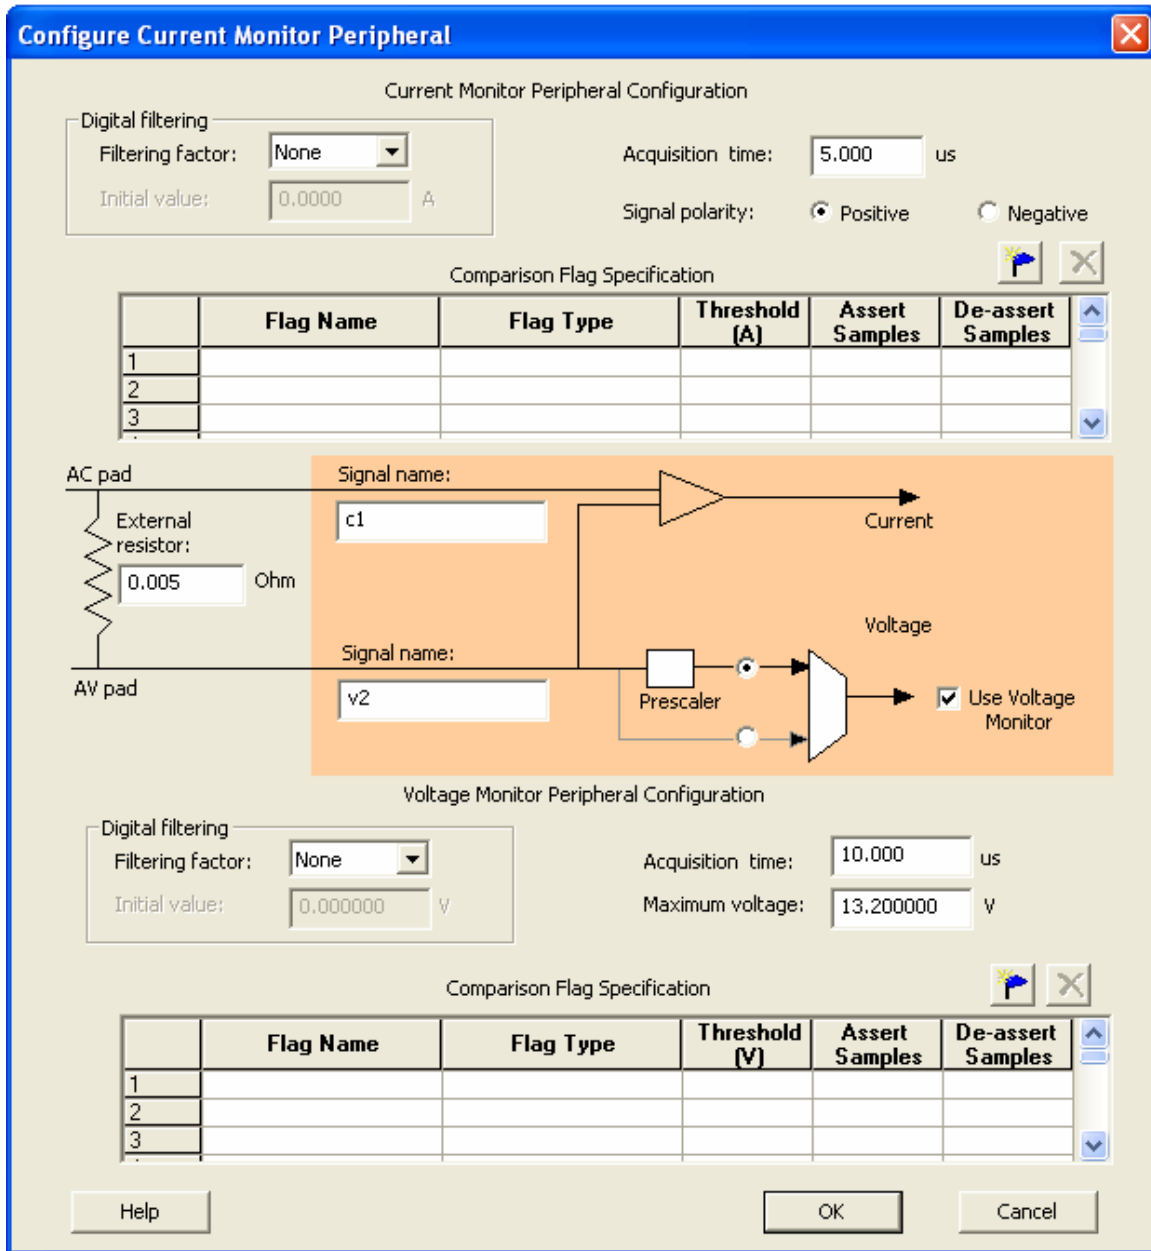 Configure Current Monitor Peripheral
Current Monitor Peripheral Configuration
Digital filtering
Filtering factor: None
Acquisition time: 5.000 us
Initial value: 0.0000 A
Signal polarity: Positive Negative
Comparison Flag Specification
Flag Name Flag Type Threshold (A) Assert Samples De-assert Samples
1
2
3
AC pad
Signal name:
c1
Current
External resistor:
0.005 Ohm
Voltage
Signal name:
AV pad
v2
Prescaler
Use Voltage Monitor
Voltage Monitor Peripheral Configuration
Digital filtering
Filtering factor: None
Acquisition time: 10.000 us
Initial value: 0.000000 V
Maximum voltage: 13.200000 V
Comparison Flag Specification
Flag Name Flag Type Threshold (V) Assert Samples De-assert Samples
1
2
3
Help OK Cancel